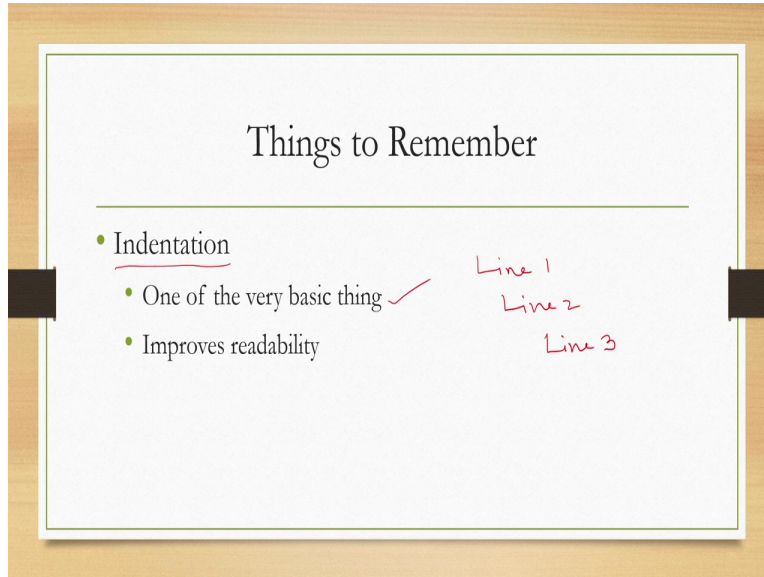 Things to Remember
Indentation
One of the very basic thing
Improves readability
Line 1
Line 2
Line 3